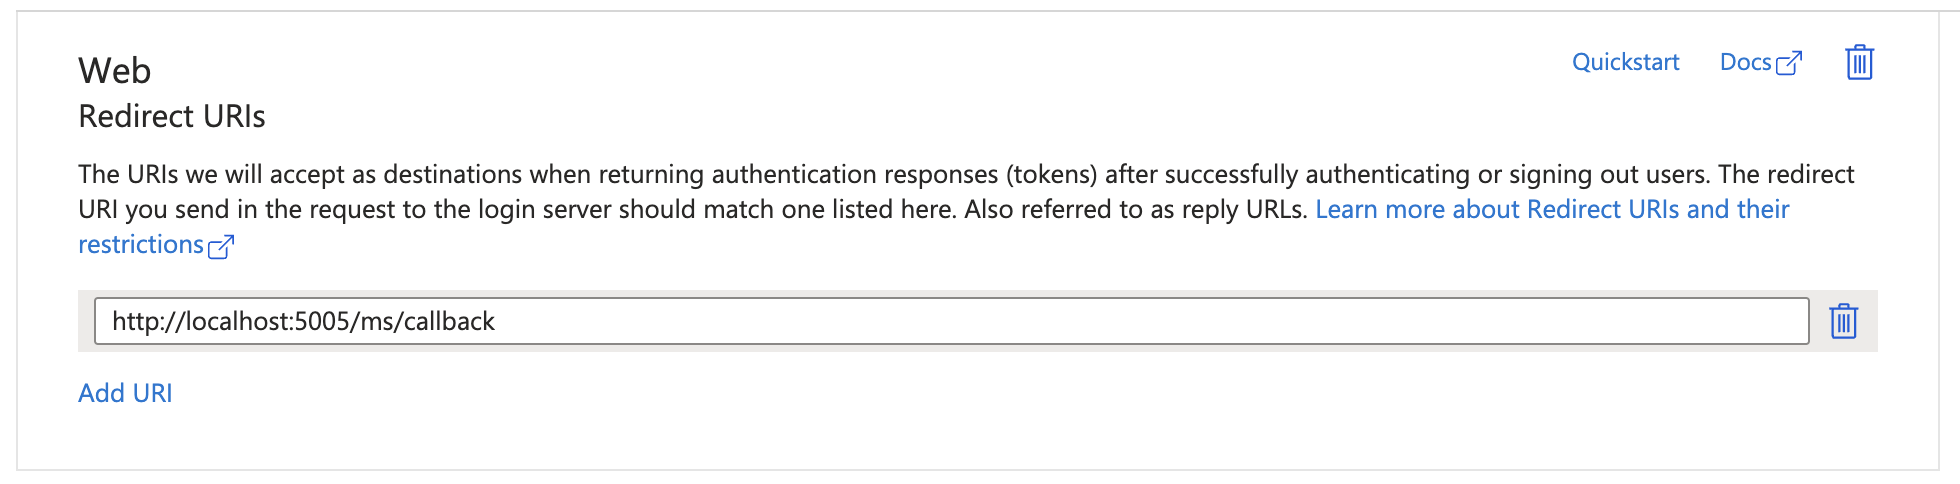 Web
Quickstart Docs
Redirect URIs
The URIs we will accept as destinations when returning authentication responses (tokens) after successfully authenticating or signing out users. The redirect
URI you send in the request to the login server should match one listed here. Also referred to as reply URLs. Learn more about Redirect URIs and their
restrictions
http://localhost:5005/ms/callback
Add URI